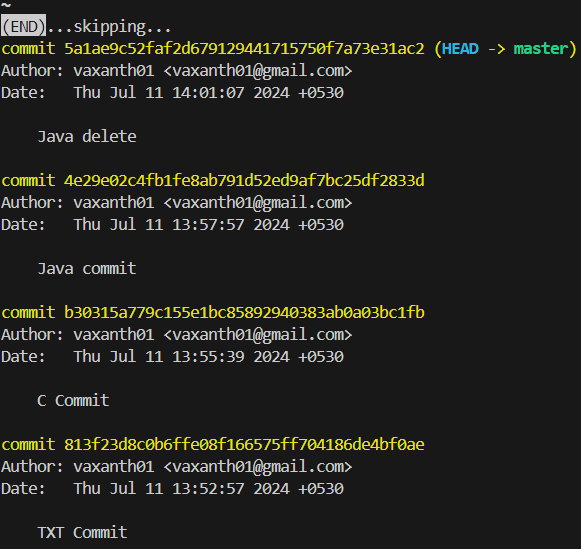 ~
(END)...skipping...
commit 5a1ae9c52faf2d679129441715750f7a73e31ac2 (HEAD -> master)
Author: vaxanth01 <vaxanth01@gmail.com>
Date:   Thu Jul 11 14:01:07 2024 +0530

    Java delete

commit 4e29e02c4fb1fe8ab791d52ed9af7bc25df2833d
Author: vaxanth01 <vaxanth01@gmail.com>
Date:   Thu Jul 11 13:57:57 2024 +0530

    Java commit

commit b30315a779c155e1bc85892940383ab0a03bc1fb
Author: vaxanth01 <vaxanth01@gmail.com>
Date:   Thu Jul 11 13:55:39 2024 +0530

    C Commit

commit 813f23d8c0b6ffe08f166575ff704186de4bf0ae
Author: vaxanth01 <vaxanth01@gmail.com>
Date:   Thu Jul 11 13:52:57 2024 +0530

    TXT Commit